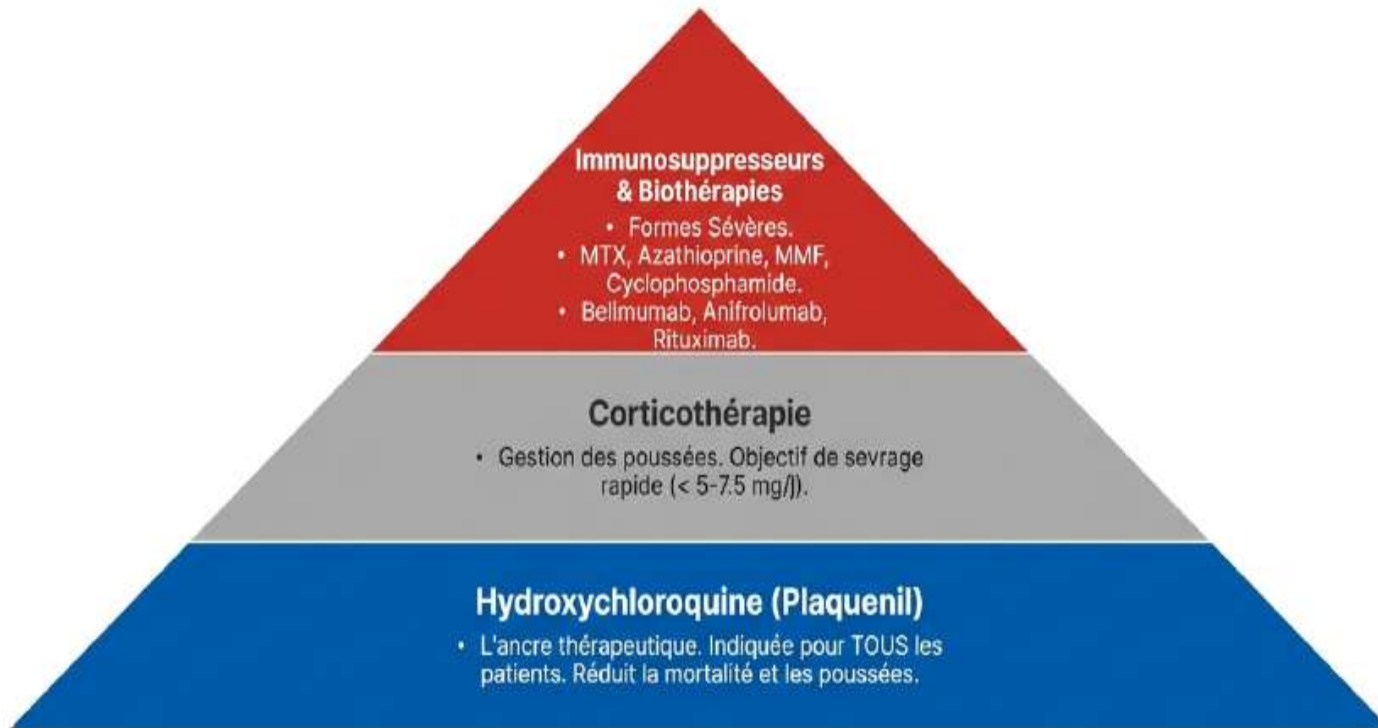 Immunosuppresseurs
& Biothérapies
• Formes Sévères.
• MTX, Azathioprine, MMF,
Cyclophosphamide.
• Belimumab, Anifrolumab,
Rituximab.
Corticothérapie
• Gestion des poussées. Objectif de sevrage
rapide (< 5-7.5 mg/j).
Hydroxychloroquine (Plaquenil)
• L'ancre thérapeutique. Indiquée pour TOUS les
patients. Réduit la mortalité et les poussées.